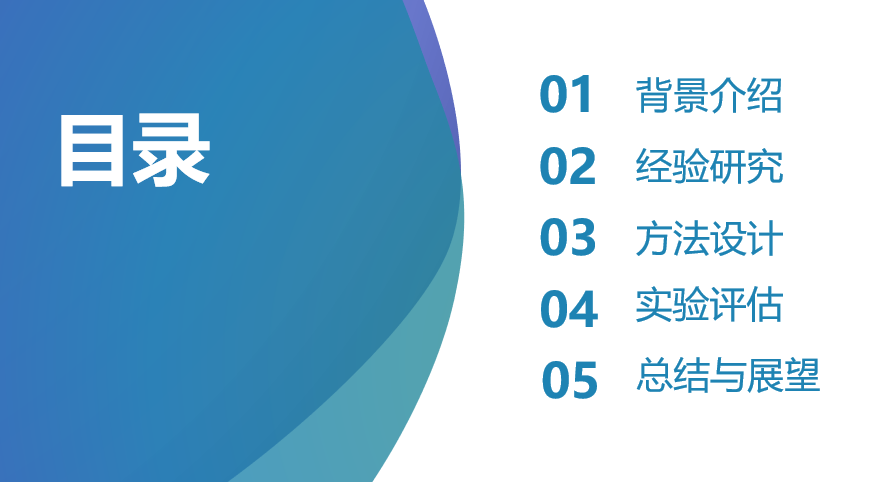 目录
01 背景介绍
02 经验研究
03 方法设计
04 实验评估
05 总结与展望